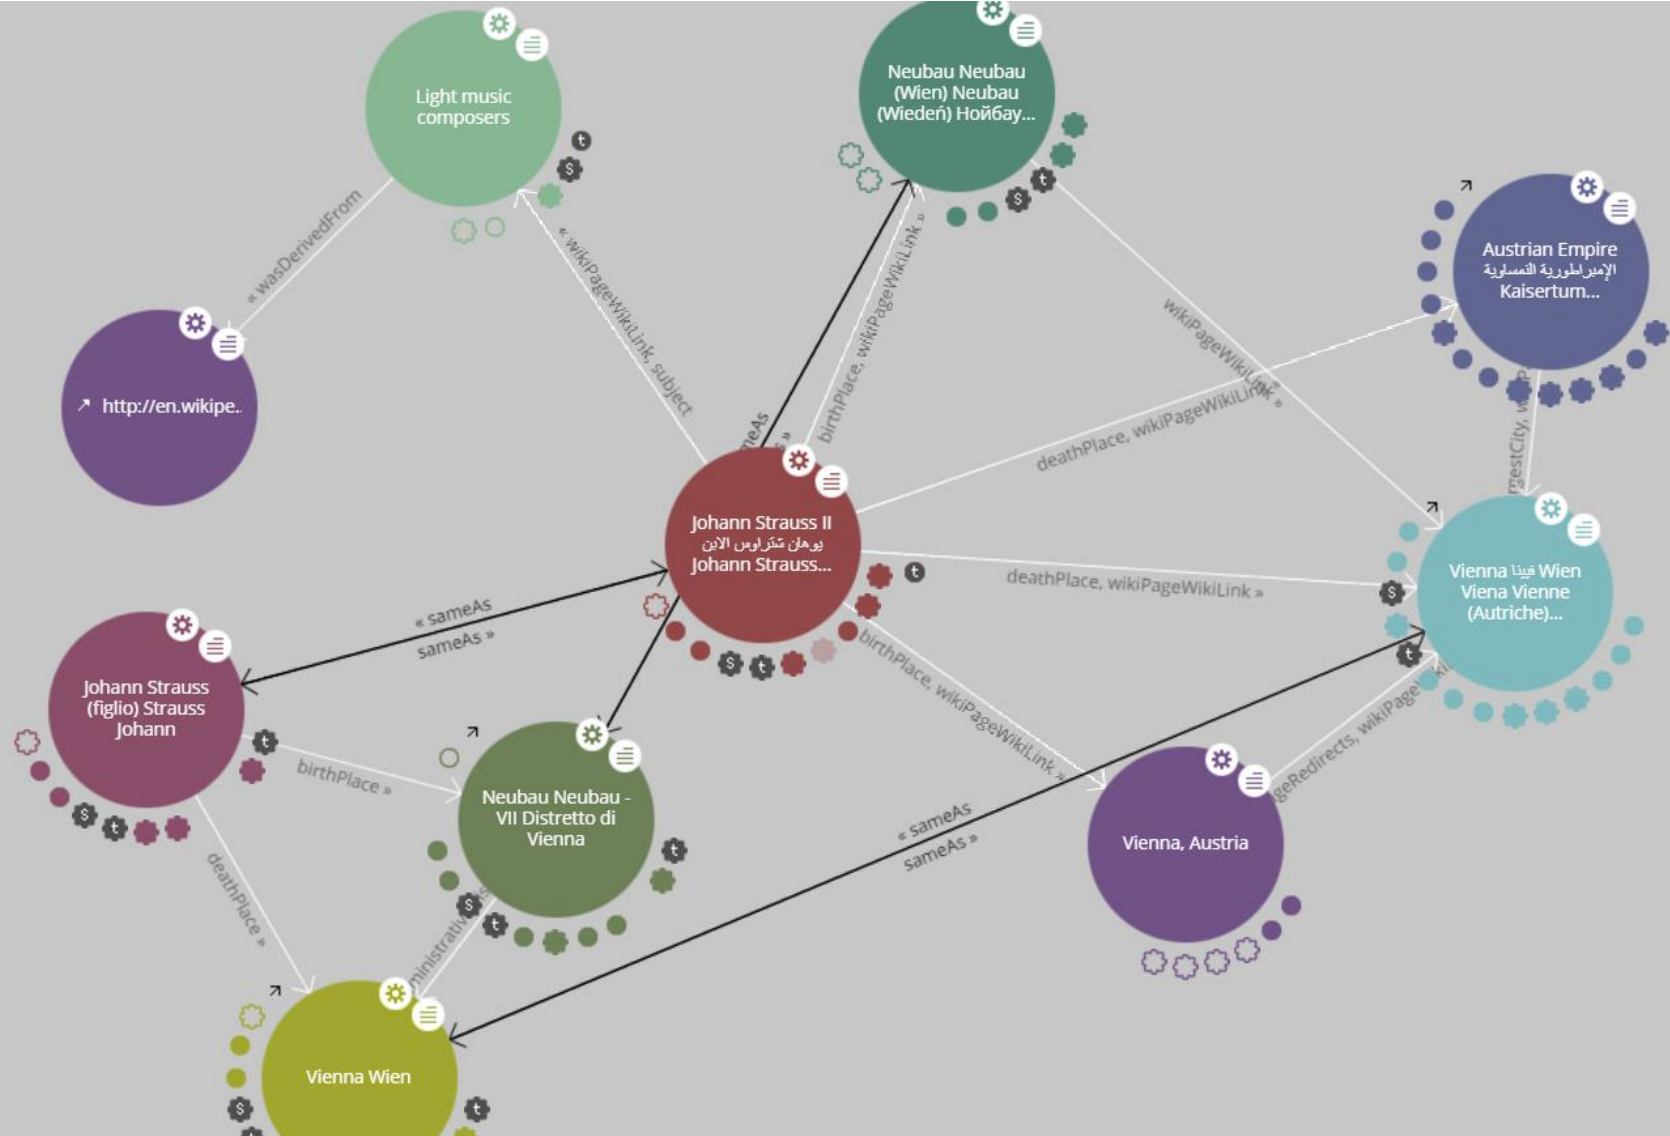 Light music
composers
Neubau Neubau
(Wien) Neubau
(Wiedeń) Нойбау...
Austrian Empire
الإمبراطورية النمساوية
Kaisertum...
« wasDerivedFrom
« wikiPageWikiLink, subject
birthPlace, wikiPageWikiLink »
wikiPageWikiLink »
deathPlace, wikiPageWikiLink »
http://en.wikipe..
Johann Strauss II
يوهان شتراوس الابن
Johann Strauss...
deathPlace, wikiPageWikiLink »
Vienna فيينا Wien
Viena Vienne
(Autriche)...
« sameAs
sameAs »
birthPlace, wikiPageWikiLink »
Johann Strauss
(figlio) Strauss
Johann
birthPlace »
Neubau Neubau -
VII Distretto di
Vienna
« sameAs
sameAs »
Vienna, Austria
deathPlace »
Vienna Wien